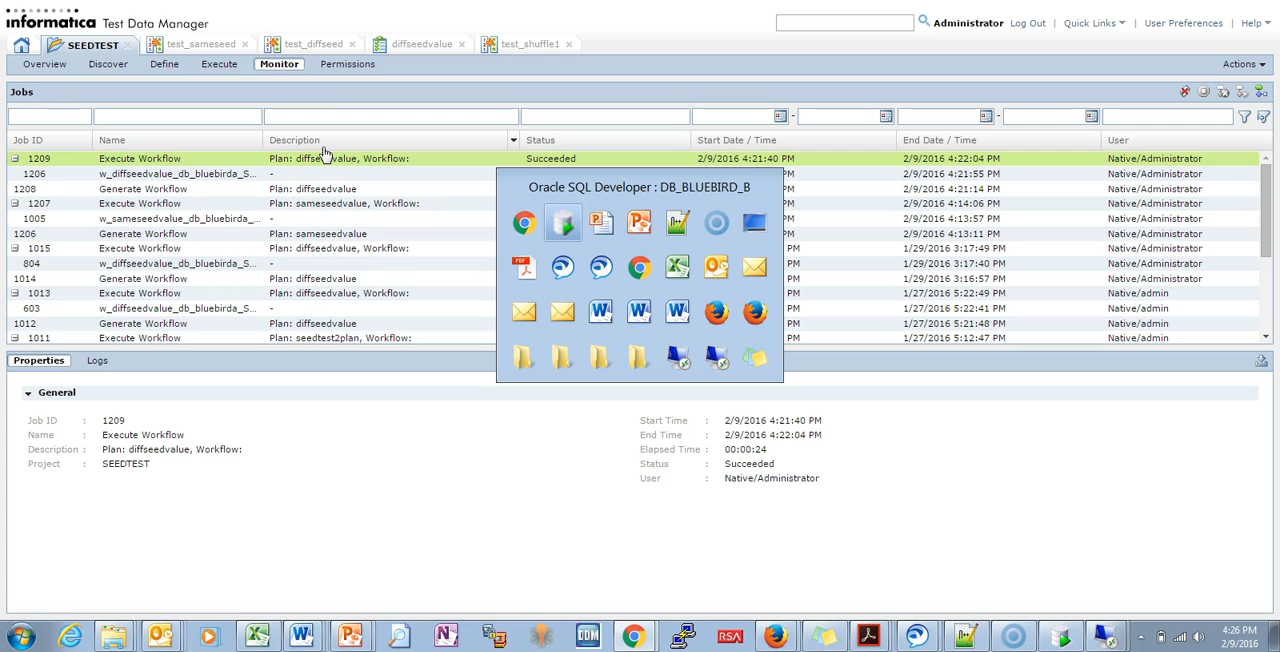 informatica Test Data Manager
Administrator Log Out | Quick Links | User Preferences | Help
SEEDTEST test_sameseed test_diffseed diffseedvalue test_shuffle1
Overview Discover Define Execute Monitor Permissions Actions
Jobs
- -
Job ID Name Description Status Start Date / Time End Date / Time User
1209 Execute Workflow Plan: diffseedvalue, Workflow: Succeeded 2/9/2016 4:21:40 PM 2/9/2016 4:22:04 PM Native/Administrator
1206 w_diffseedvalue_db_bluebirda_S... - 2/9/2016 4:21:55 PM Native/Administrator
1208 Generate Workflow Plan: diffseedvalue PM 2/9/2016 4:21:14 PM Native/Administrator
1207 Execute Workflow Plan: sameseedvalue, Workflow: PM 2/9/2016 4:14:06 PM Native/Administrator
1005 w_sameseedvalue_db_bluebirda_... - PM 2/9/2016 4:13:57 PM Native/Administrator
1206 Generate Workflow Plan: sameseedvalue PM 2/9/2016 4:13:11 PM Native/Administrator
1015 Execute Workflow Plan: diffseedvalue, Workflow: PM 1/29/2016 3:17:49 PM Native/Administrator
804 w_diffseedvalue_db_bluebirda_S... - PM 1/29/2016 3:17:40 PM Native/Administrator
1014 Generate Workflow Plan: diffseedvalue PM 1/29/2016 3:16:57 PM Native/Administrator
1013 Execute Workflow Plan: diffseedvalue, Workflow: PM 1/27/2016 5:22:49 PM Native/admin
603 w_diffseedvalue_db_bluebirda_S... - PM 1/27/2016 5:22:41 PM Native/admin
1012 Generate Workflow Plan: diffseedvalue PM 1/27/2016 5:21:48 PM Native/admin
1011 Execute Workflow Plan: seedtest2plan, Workflow: PM 1/27/2016 5:12:47 PM Native/admin
Oracle SQL Developer : DB_BLUEBIRD_B
Properties Logs
General
Job ID : 1209
Name : Execute Workflow
Description : Plan: diffseedvalue, Workflow:
Project : SEEDTEST
Start Time : 2/9/2016 4:21:40 PM
End Time : 2/9/2016 4:22:04 PM
Elapsed Time : 00:00:24
Status : Succeeded
User : Native/Administrator
DDM
RSA
4:26 PM
2/9/2016